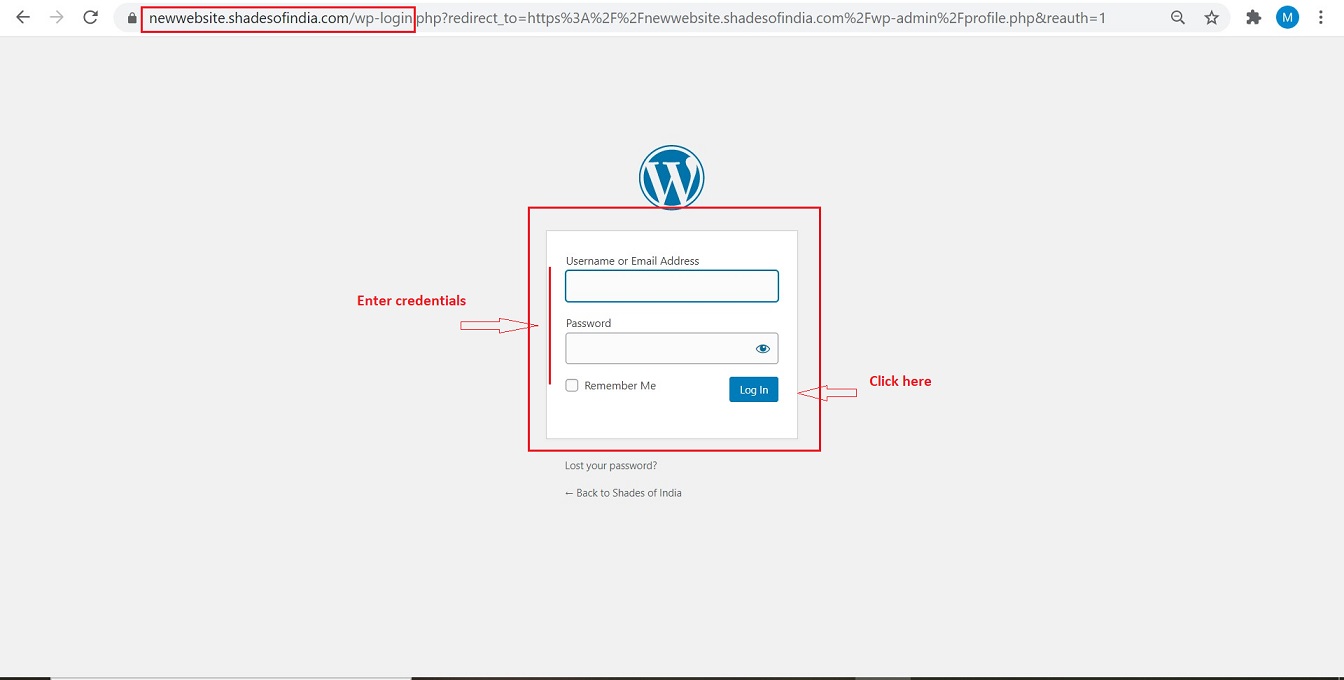 newwebsite.shadesofindia.com/wp-login.php?redirect_to=https%3A%2F%2Fnewwebsite.shadesofindia.com%2Fwp-admin%2Fprofile.php&reauth=1
M
W
Username or Email Address
Enter credentials
Password
Click here
Remember Me
Log In
Lost your password?
← Back to Shades of India